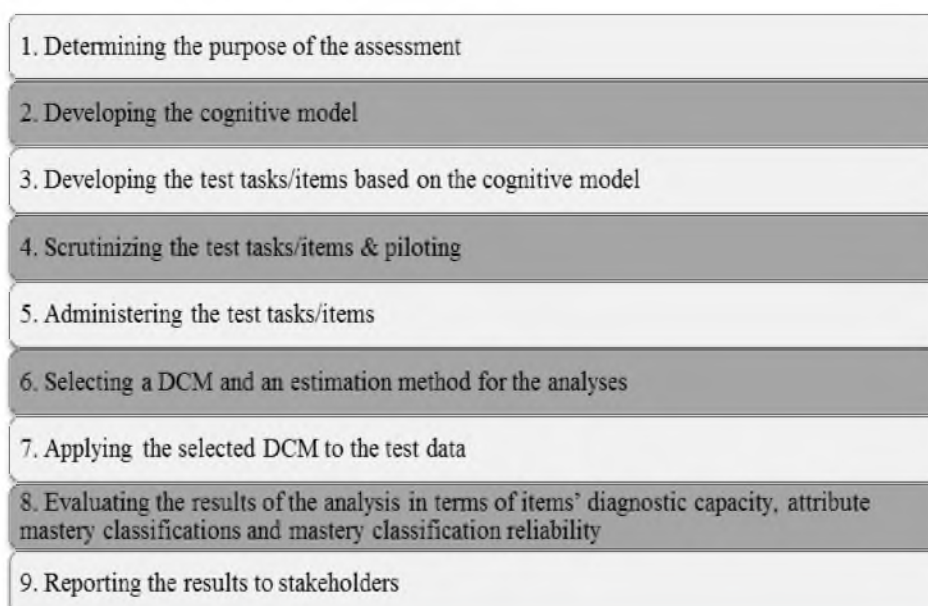 1. Determining the purpose of the assessment
2. Developing the cognitive model
3. Developing the test tasks/items based on the cognitive model
4. Scrutinizing the test tasks/items & piloting
5. Administering the test tasks/items
6. Selecting a DCM and an estimation method for the analyses
7. Applying the selected DCM to the test data
8. Evaluating the results of the analysis in terms of items’ diagnostic capacity, attribute
mastery classifications and mastery classification reliability
9. Reporting the results to stakeholders